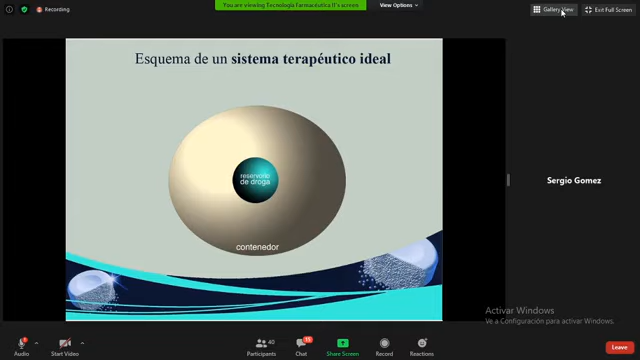 Recording
You are viewing Tecnología farmacéutica II's screen
View Options
Gallery View
Exit Full Screen
Esquema de un sistema terapéutico ideal
reservorio
de droga
contenedor
Sergio Gomez
Activar Windows
Ve a Configuración para activar Windows.
Audio
Start Video
40
Participants
Chat
Share Screen
Record
Reactions
Leave